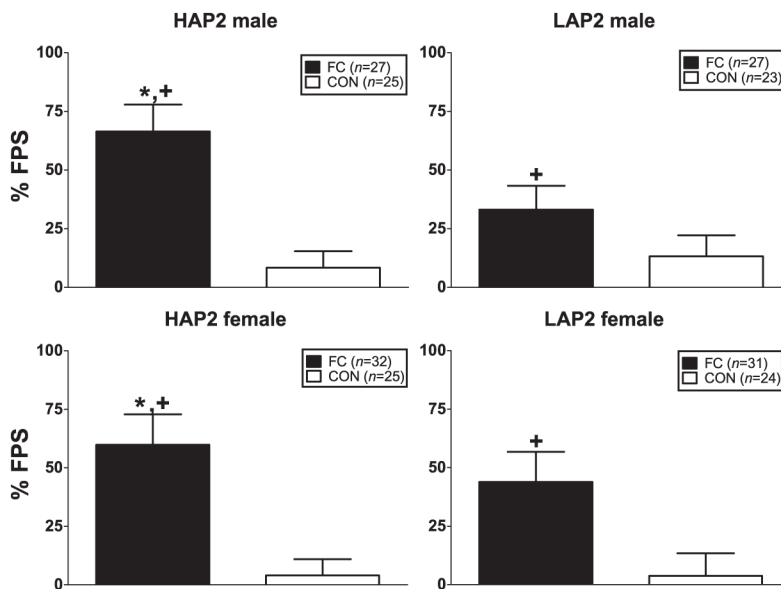 HAP2 male
LAP2 male
% FPS
100
75
50
25
0
*,+
FC (n=27)
CON (n=25)
100
75
50
25
0
+
FC (n=27)
CON (n=23)
HAP2 female
LAP2 female
% FPS
100
75
50
25
0
*,+
FC (n=32)
CON (n=25)
100
75
50
25
0
+
FC (n=31)
CON (n=24)